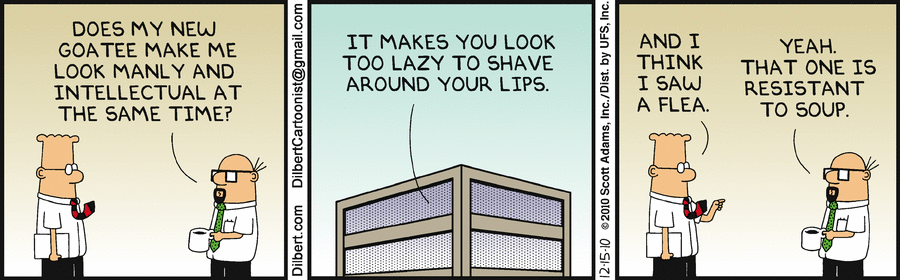 DOES MY NEW
GOATEE MAKE ME
LOOK MANLY AND
INTELLECTUAL AT
THE SAME TIME?
Dilbert.com DilbertCartoonist@gmail.com
IT MAKES YOU LOOK
TOO LAZY TO SHAVE
AROUND YOUR LIPS.
12-15-10 © 2010 Scott Adams, Inc./Dist. by UFS, Inc.
AND I
THINK
I SAW
A FLEA.
YEAH.
THAT ONE IS
RESISTANT
TO SOUP.